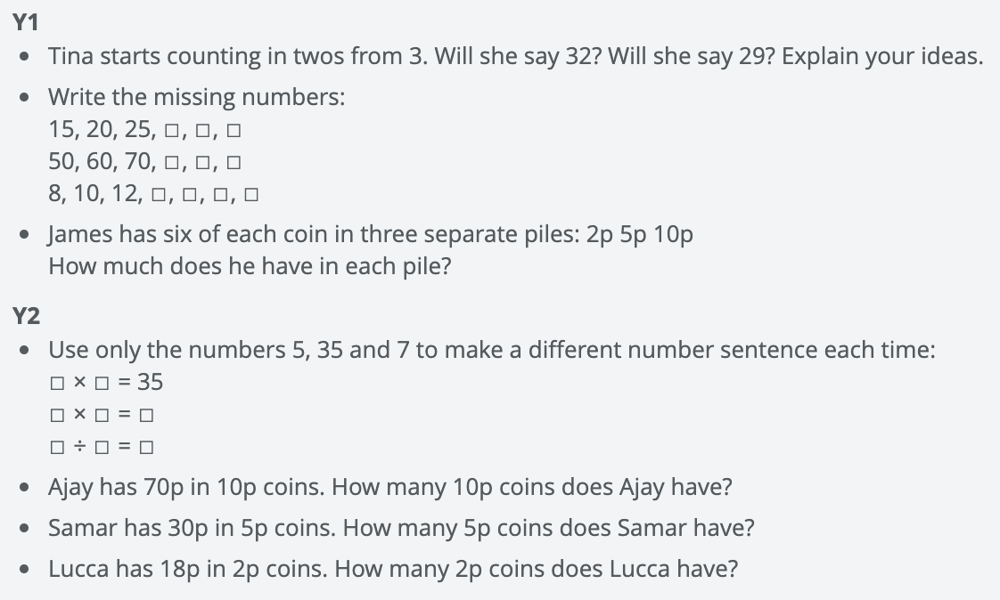 Y1
• Tina starts counting in twos from 3. Will she say 32? Will she say 29? Explain your ideas.
• Write the missing numbers:
15, 20, 25, □, □, □
50, 60, 70, □, □, □
8, 10, 12, □, □, □, □
• James has six of each coin in three separate piles: 2p 5p 10p
How much does he have in each pile?
Y2
• Use only the numbers 5, 35 and 7 to make a different number sentence each time:
□ × □ = 35
□ × □ = □
□ ÷ □ = □
• Ajay has 70p in 10p coins. How many 10p coins does Ajay have?
• Samar has 30p in 5p coins. How many 5p coins does Samar have?
• Lucca has 18p in 2p coins. How many 2p coins does Lucca have?